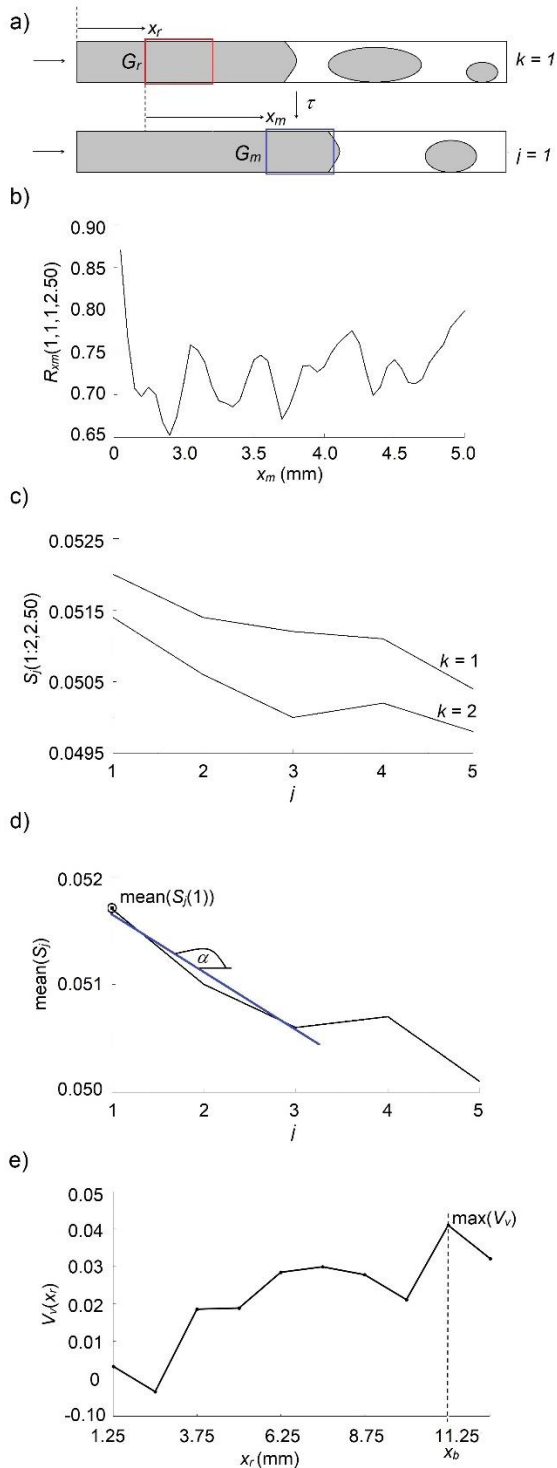 a)
x_r
G_r
k = 1
τ
x_m
G_m
j = 1
b)
R_xm(1,1,1,2.50)
0.90
0.85
0.80
0.75
0.70
0.65
0 3.0 3.5 4.0 4.5 5.0
x_m (mm)
c)
S_j(1:2,2.50)
0.0525
0.0515
0.0505
0.0495
k = 1
k = 2
1 2 3 4 5
j
d)
mean(S_j)
0.052
0.051
0.050
mean(S_j(1))
α
1 2 3 4 5
j
e)
V_v(x_r)
0.05
0.04
0.03
0.02
0.01
0
-0.10
max(V_v)
1.25 3.75 6.25 8.75 11.25
x_r (mm)
x_b